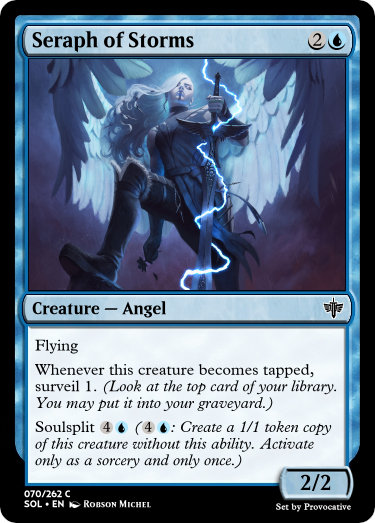 Seraph of Storms 2
Creature — Angel
Flying
Whenever this creature becomes tapped,
surveil 1. (Look at the top card of your library.
You may put it into your graveyard.)
Soulsplit 4 (4 : Create a 1/1 token copy
of this creature without this ability. Activate
only as a sorcery and only once.)
2/2
070/262 C
SOL • EN Robson Michel
Set by Provocative